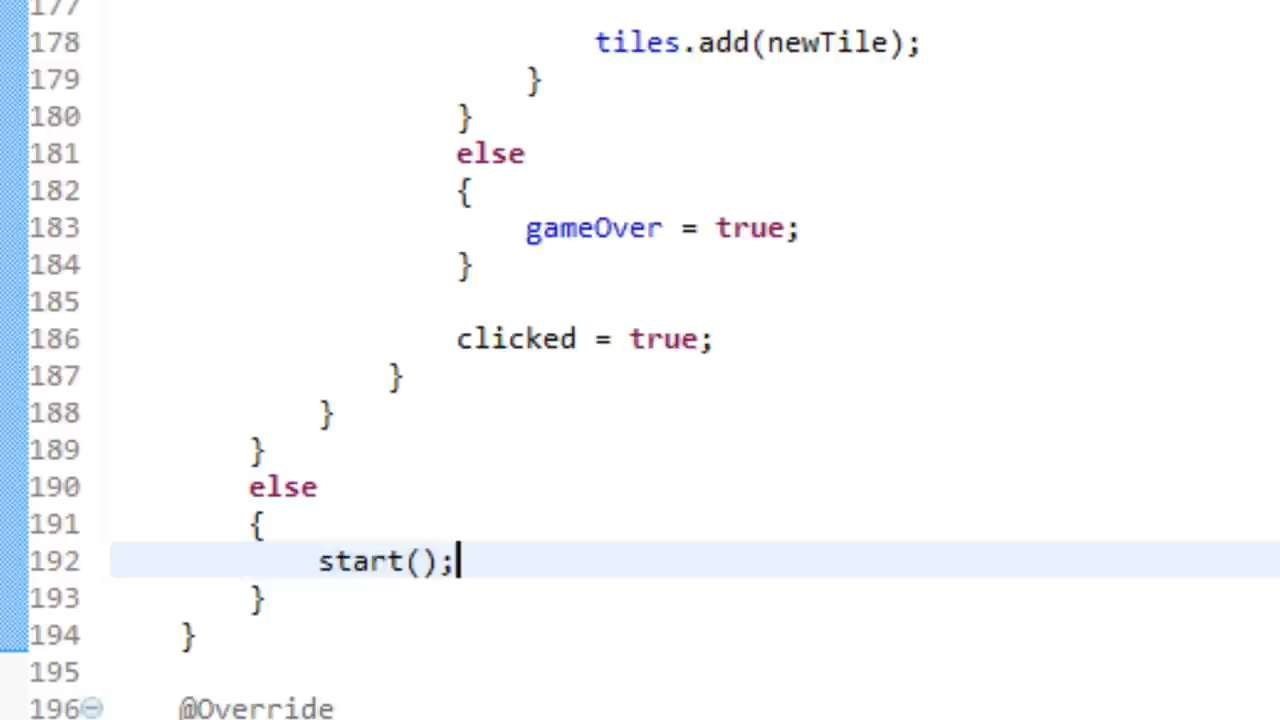 177
178 tiles.add(newTile);
179 }
180 }
181 else
182 {
183 gameOver = true;
184 }
185
186 clicked = true;
187 }
188 }
189 }
190 else
191 {
192 start();
193 }
194 }
195
196 @Override